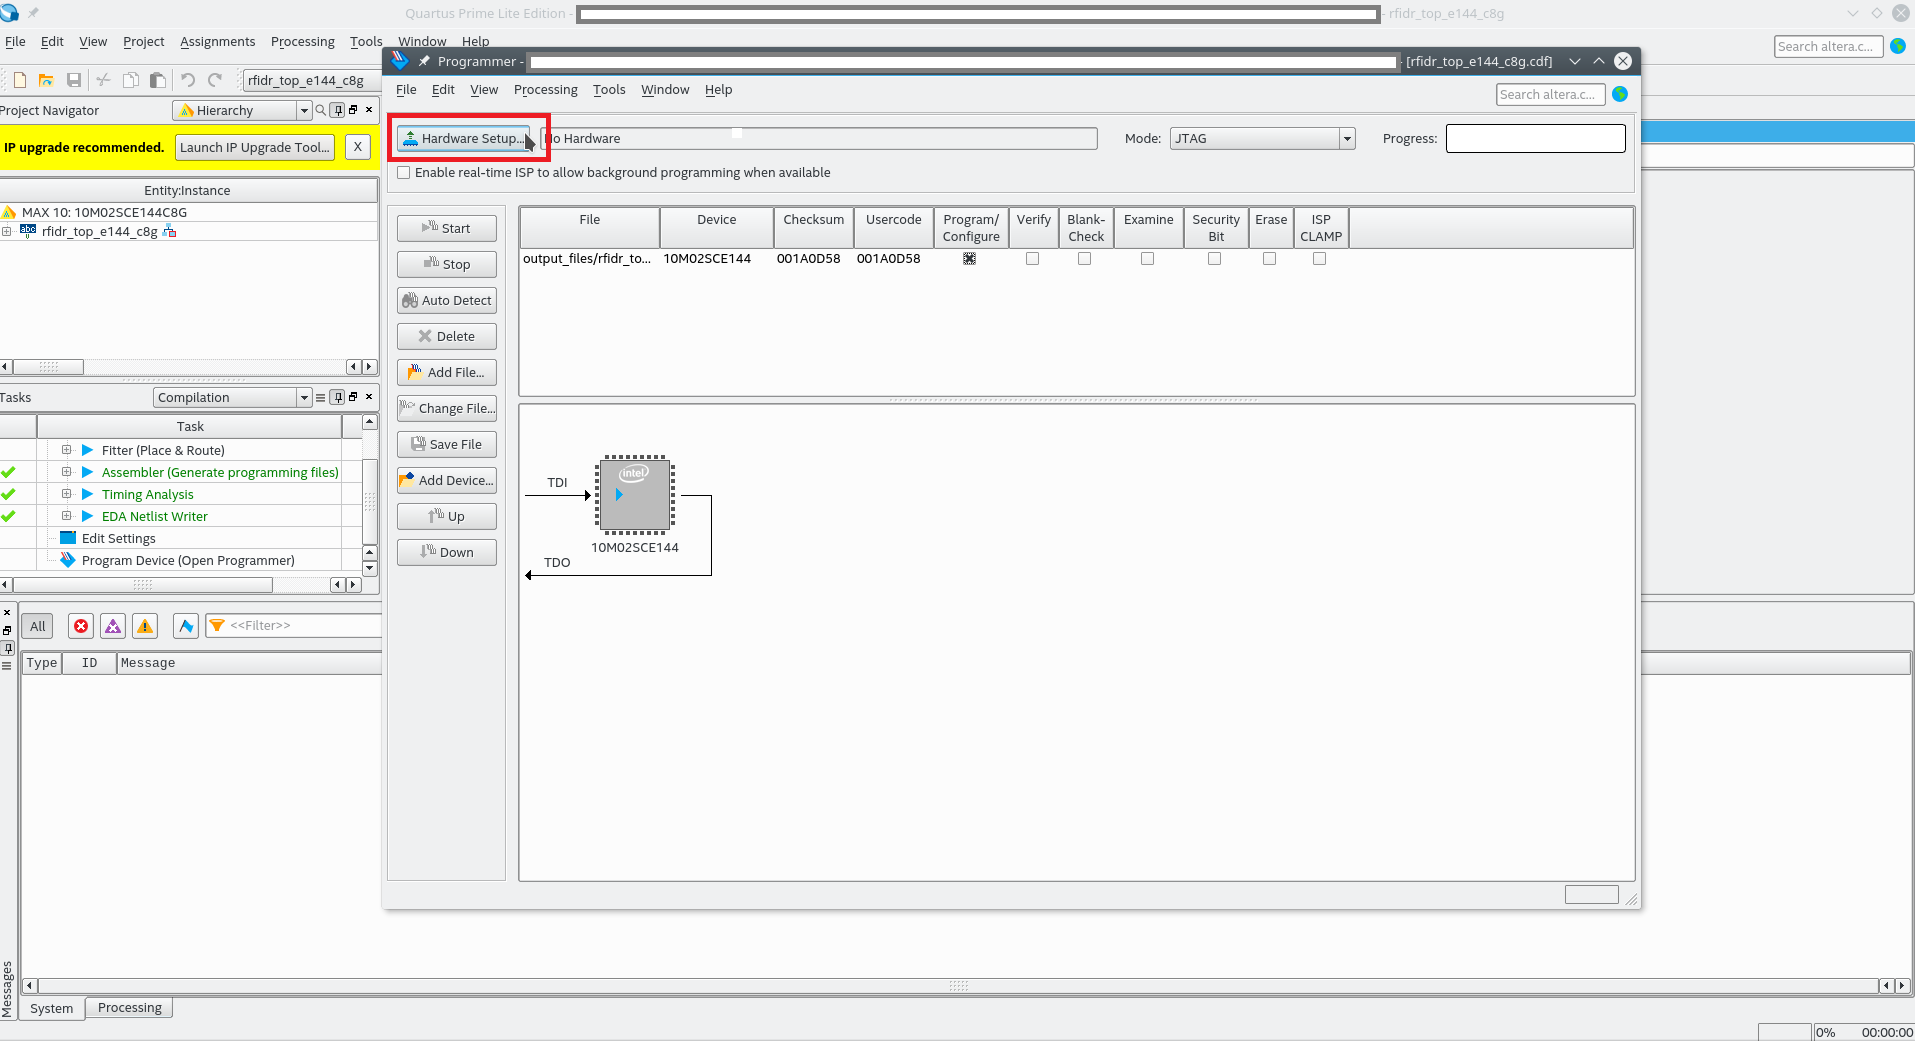 Quartus Prime Lite Edition - - rfidr_top_e144_c8g
File Edit View Project Assignments Processing Tools Window Help
Search altera.c...
rfidr_top_e144_c8g
Project Navigator Hierarchy
IP upgrade recommended. Launch IP Upgrade Tool... X
Entity:Instance
MAX 10: 10M02SCE144C8G
abc rfidr_top_e144_c8g
Tasks Compilation
Task
Fitter (Place & Route)
Assembler (Generate programming files)
Timing Analysis
EDA Netlist Writer
Edit Settings
Program Device (Open Programmer)
Programmer - - [rfidr_top_e144_c8g.cdf]
File Edit View Processing Tools Window Help
Search altera.c...
Hardware Setup... No Hardware Mode: JTAG Progress:
Enable real-time ISP to allow background programming when available
Start
Stop
Auto Detect
Delete
Add File...
Change File...
Save File
Add Device...
Up
Down
File Device Checksum Usercode Program/ Verify Blank- Examine Security Erase ISP
Configure Check Bit CLAMP
output_files/rfidr_to... 10M02SCE144 001A0D58 001A0D58
intel
TDI
10M02SCE144
TDO
All <<Filter>>
Type ID Message
Messages
System Processing
0% 00:00:00